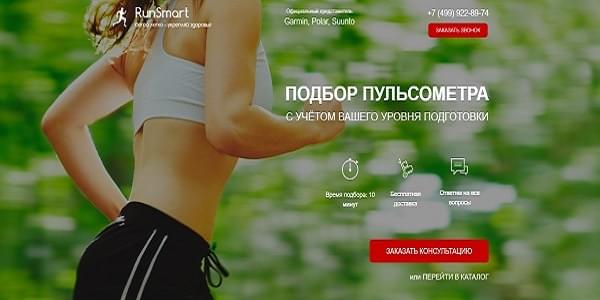 RunSmart
бегай легко - укрепляй здоровье
Официальный представитель
Garmin, Polar, Suunto
+7 (499) 922-89-74
ЗАКАЗАТЬ ЗВОНОК
ПОДБОР ПУЛЬСОМЕТРА
С УЧЁТОМ ВАШЕГО УРОВНЯ ПОДГОТОВКИ
Время подбора: 10
минут
Бесплатная
доставка
Ответим на все
вопросы
ЗАКАЗАТЬ КОНСУЛЬТАЦИЮ
или ПЕРЕЙТИ В КАТАЛОГ